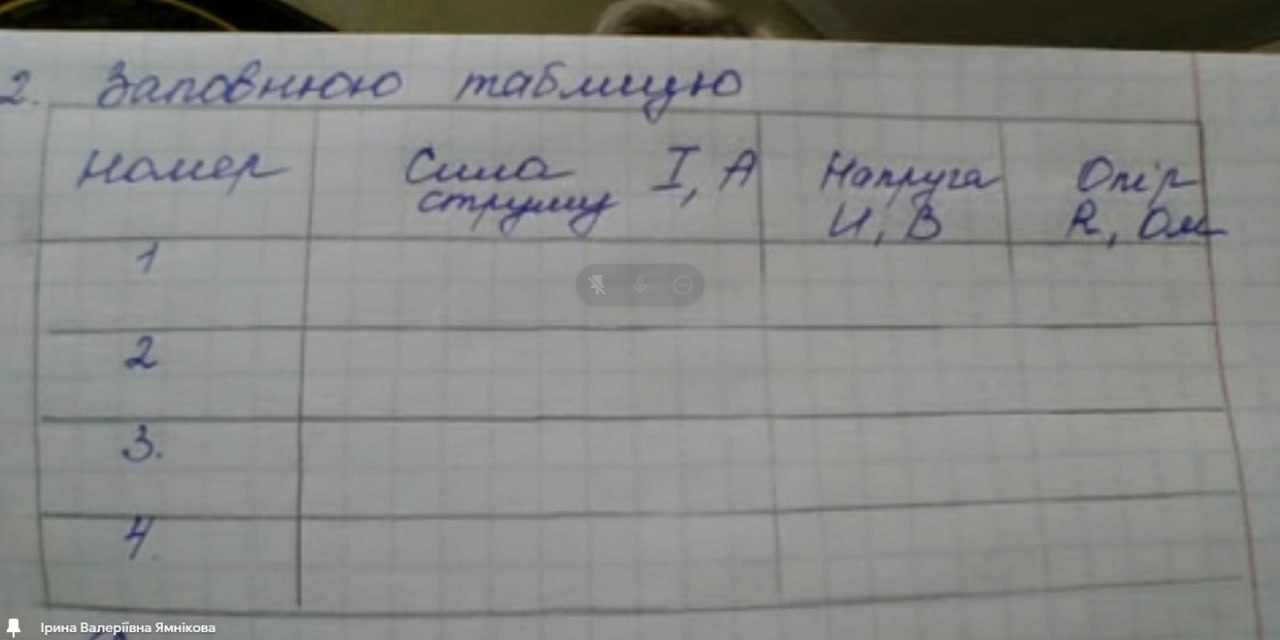 2. Заповнюю таблицю
Номер
Сила струму I, А
Напруга U, В
Опір R, Ом
1
2
3.
4.
Ірина Валеріївна Ямнікова